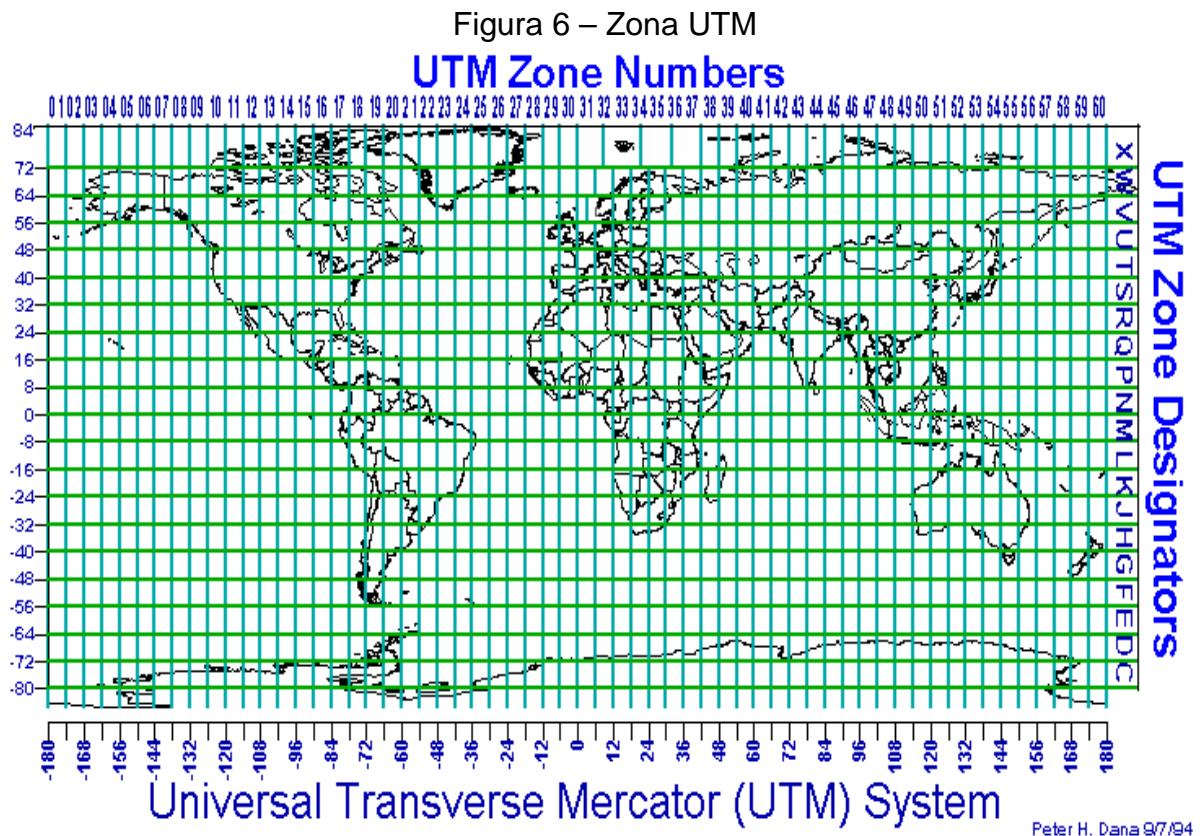 Figura 6 – Zona UTM
UTM Zone Numbers
01 02 03 04 05 06 07 08 09 10 11 12 13 14 15 16 17 18 19 20 21 22 23 24 25 26 27 28 29 30 31 32 33 34 35 36 37 38 39 40 41 42 43 44 45 46 47 48 49 50 51 52 53 54 55 56 57 58 59 60
84
72
64
56
48
40
32
24
16
8
0
-8
-16
-24
-32
-40
-48
-56
-64
-72
-80
X W V U T S R Q P N M L K J H G F E D C
UTM Zone Designators
-180 -168 -156 -144 -132 -120 -108 -96 -84 -72 -60 -48 -36 -24 -12 0 12 24 36 48 60 72 84 96 108 120 132 144 156 168 180
Universal Transverse Mercator (UTM) System
Peter H. Dana 9/7/94